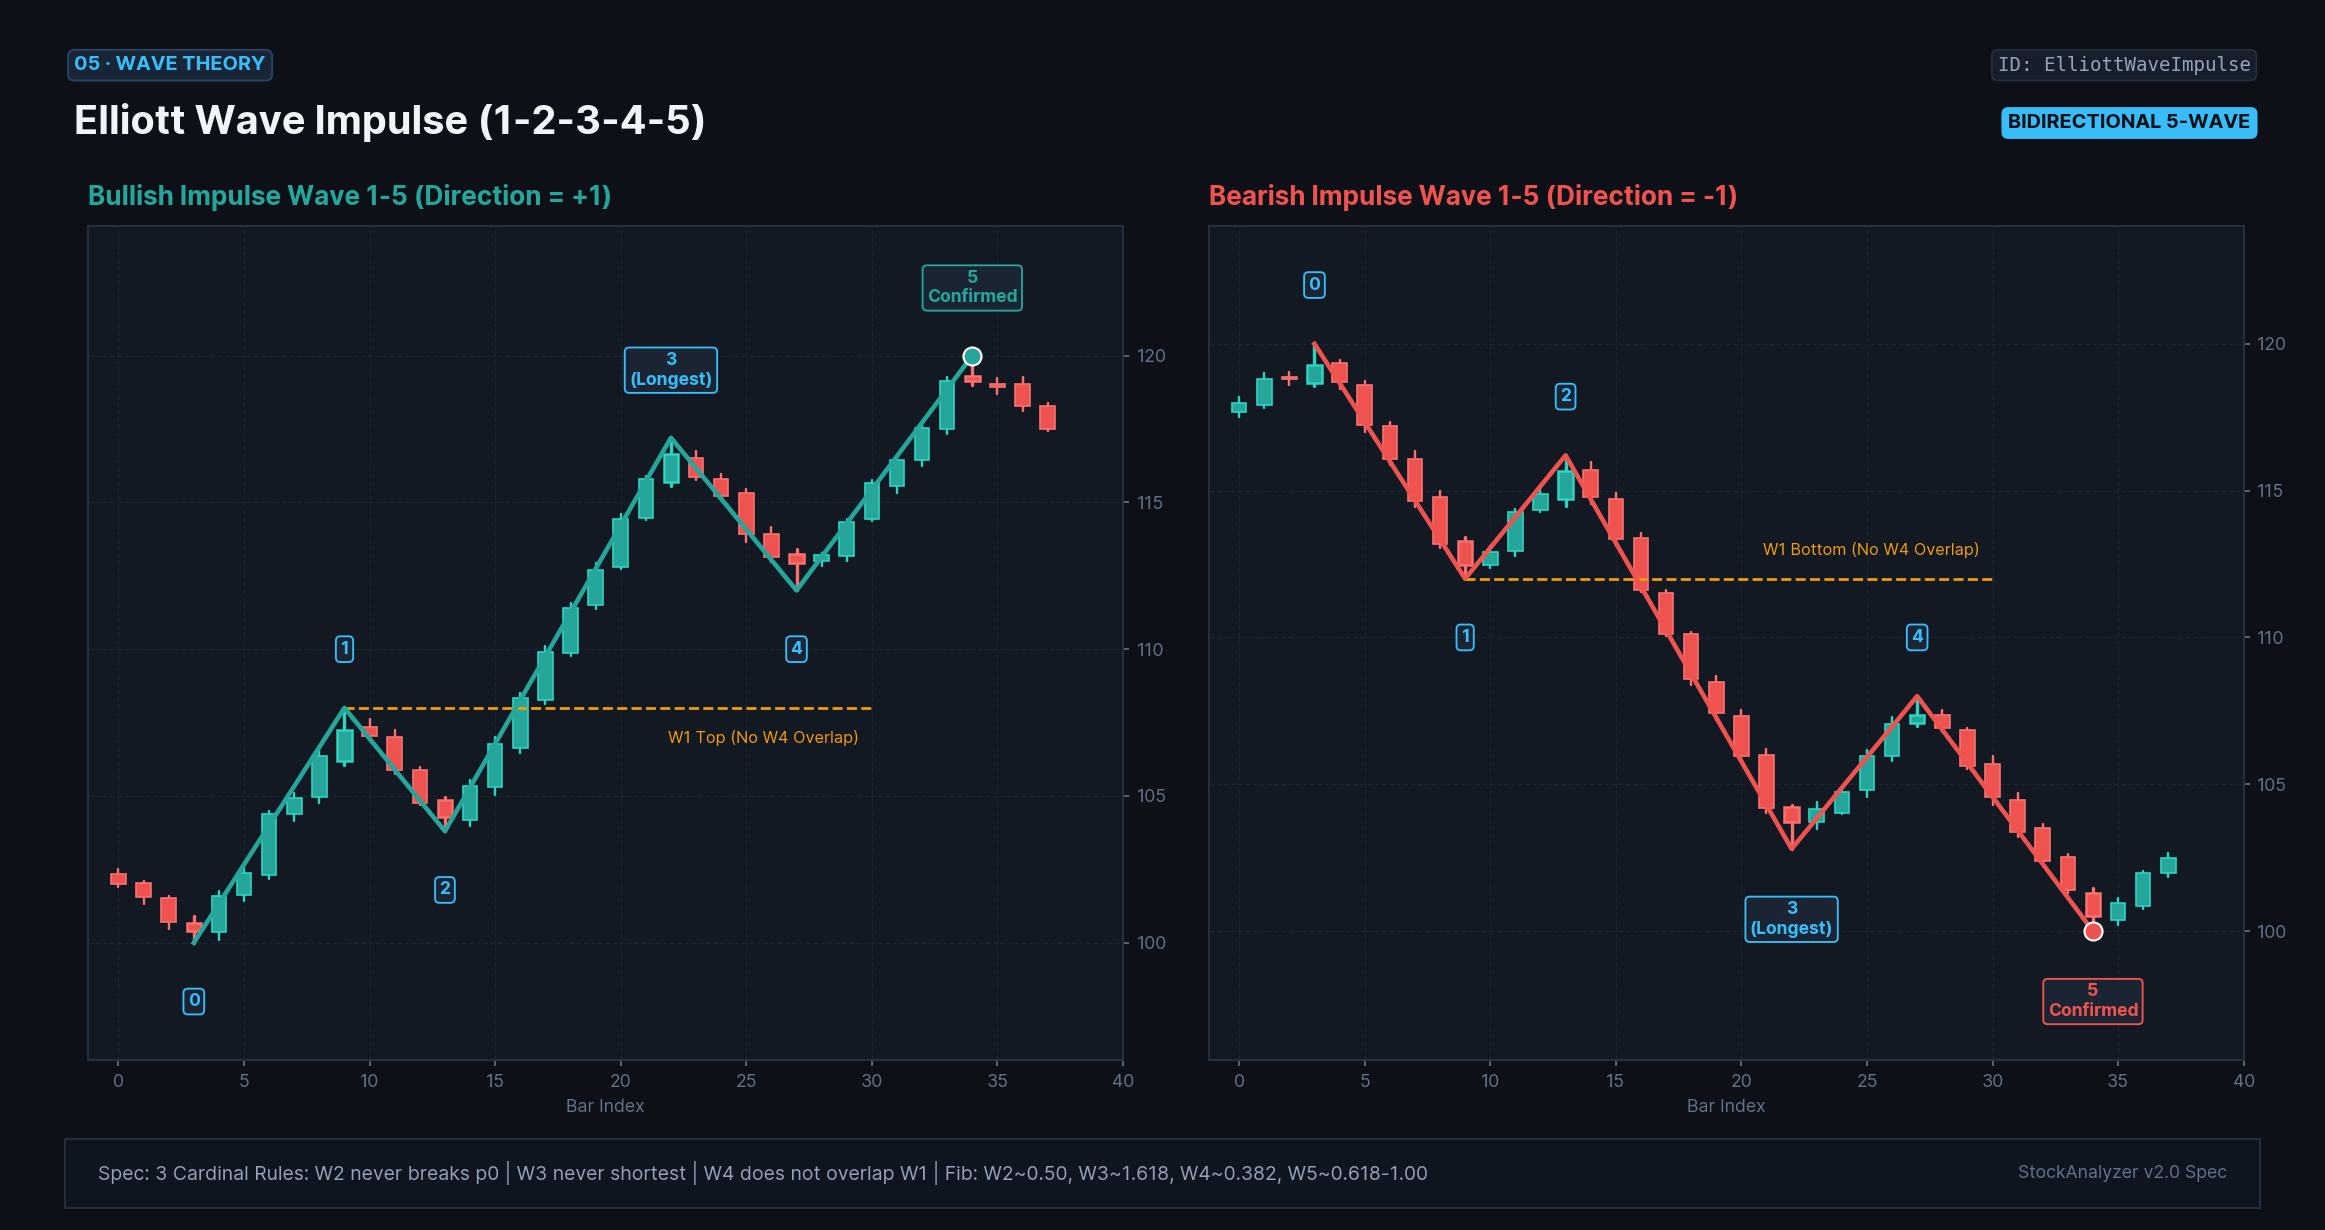 05 · WAVE THEORY
ID: ElliottWaveImpulse
Elliott Wave Impulse (1-2-3-4-5)
BIDIRECTIONAL 5-WAVE
Bullish Impulse Wave 1-5 (Direction = +1)
5
Confirmed
3
(Longest)
1
4
W1 Top (No W4 Overlap)
2
0
120
115
110
105
100
0 5 10 15 20 25 30 35 40
Bar Index
Bearish Impulse Wave 1-5 (Direction = -1)
0
2
W1 Bottom (No W4 Overlap)
1
4
3
(Longest)
5
Confirmed
120
115
110
105
100
0 5 10 15 20 25 30 35 40
Bar Index
Spec: 3 Cardinal Rules: W2 never breaks p0 | W3 never shortest | W4 does not overlap W1 | Fib: W2~0.50, W3~1.618, W4~0.382, W5~0.618-1.00
StockAnalyzer v2.0 Spec